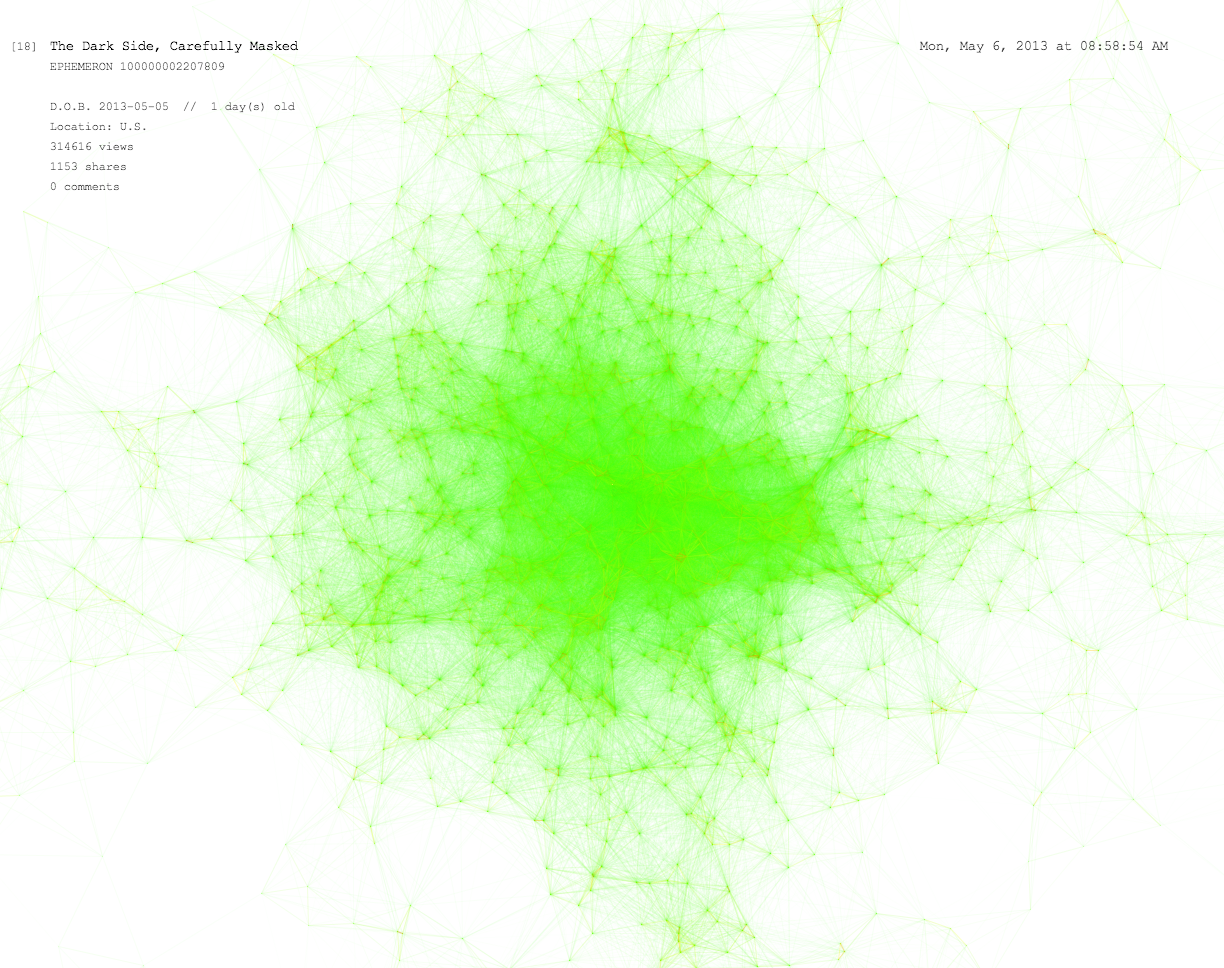 [18] The Dark Side, Carefully Masked
Mon, May 6, 2013 at 08:58:54 AM
EPHEMERON 100000002207809
D.O.B. 2013-05-05 // 1 day(s) old
Location: U.S.
314616 views
1153 shares
0 comments